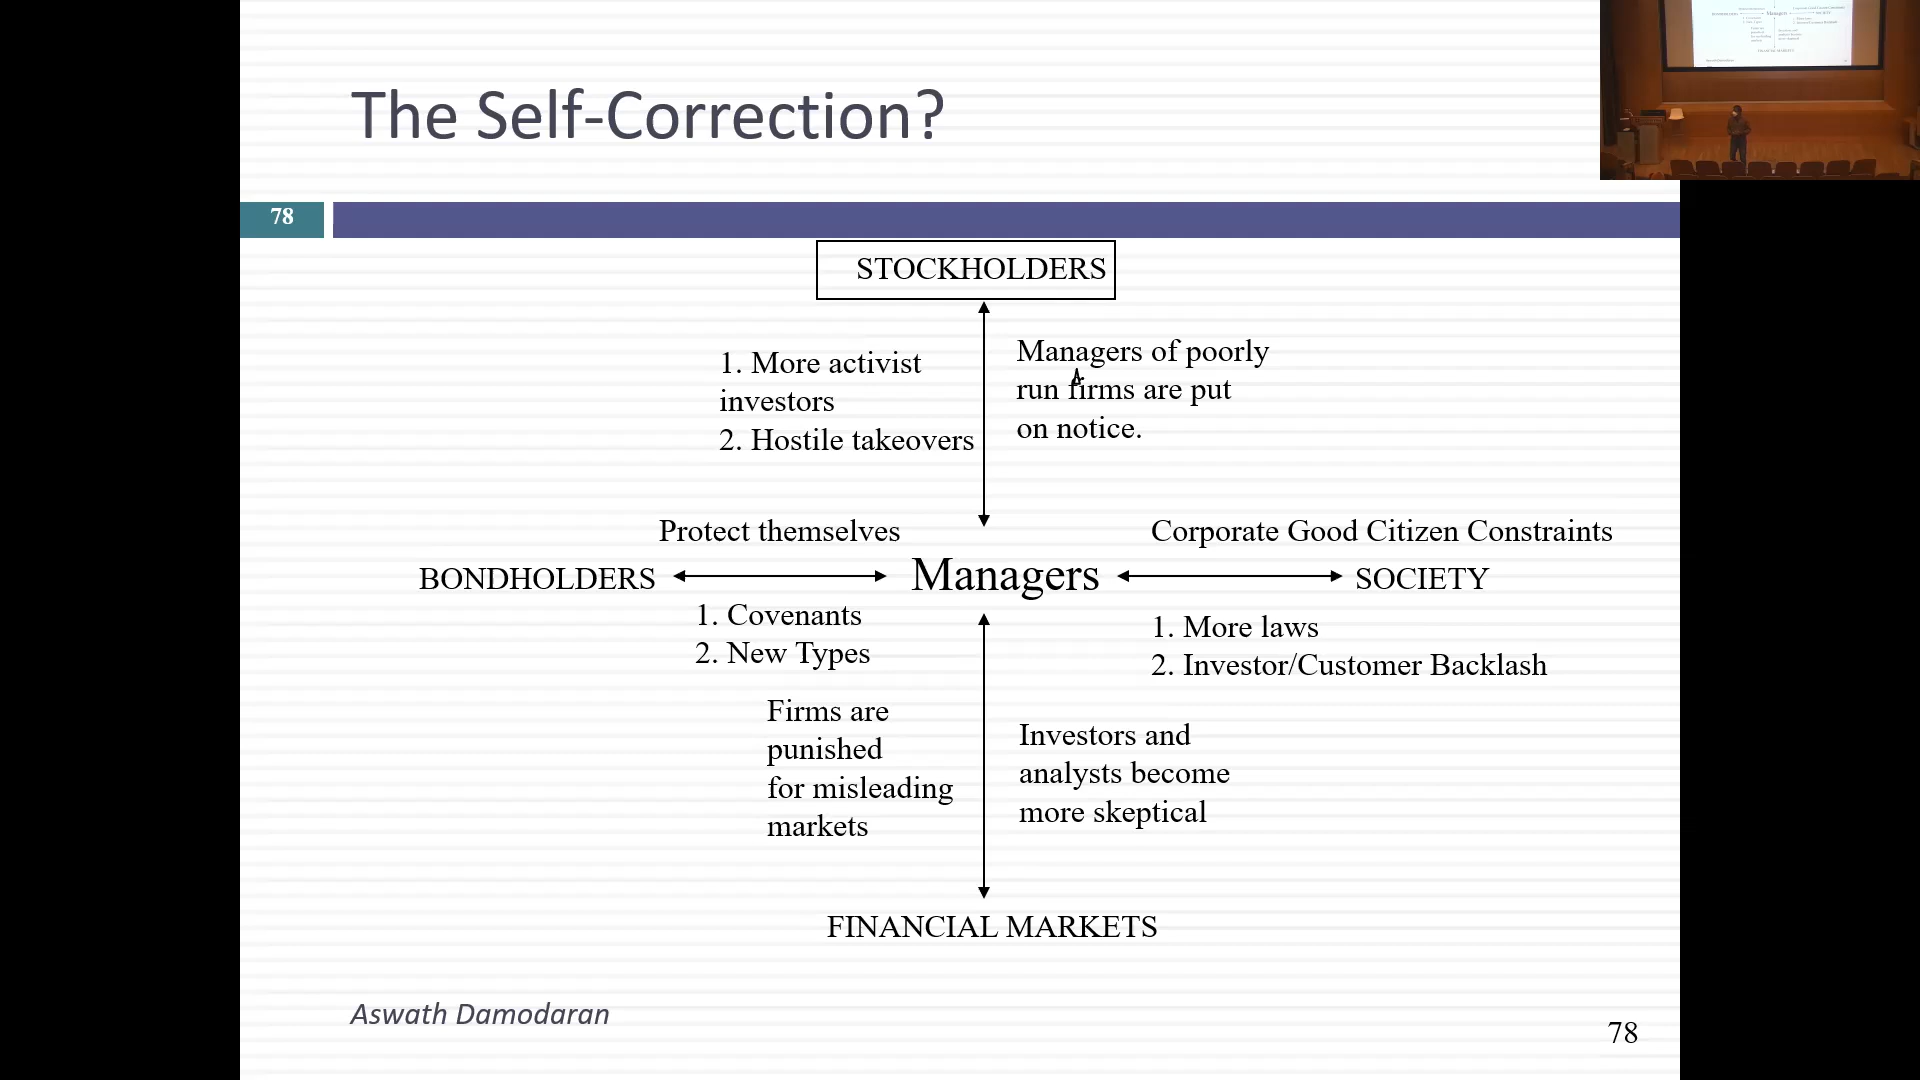 The Self-Correction?
78
STOCKHOLDERS
1. More activist
investors
2. Hostile takeovers
Managers of poorly
run firms are put
on notice.
Protect themselves
Corporate Good Citizen Constraints
BONDHOLDERS
Managers
SOCIETY
1. Covenants
2. New Types
1. More laws
2. Investor/Customer Backlash
Firms are
punished
for misleading
markets
Investors and
analysts become
more skeptical
FINANCIAL MARKETS
Aswath Damodaran
78